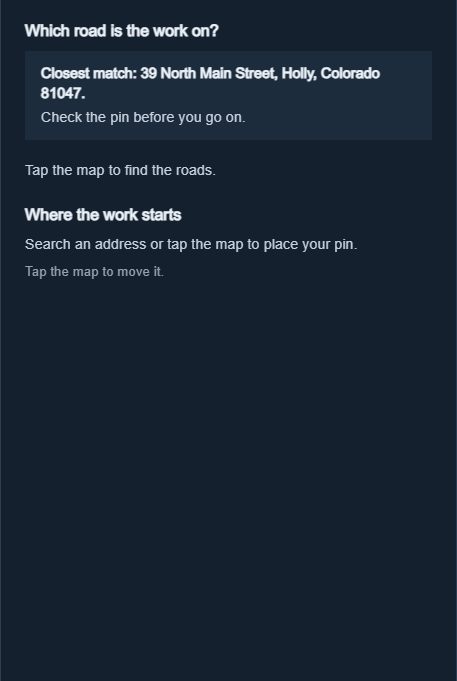 Which road is the work on?
Closest match: 39 North Main Street, Holly, Colorado
81047.
Check the pin before you go on.
Tap the map to find the roads.
Where the work starts
Search an address or tap the map to place your pin.
Tap the map to move it.